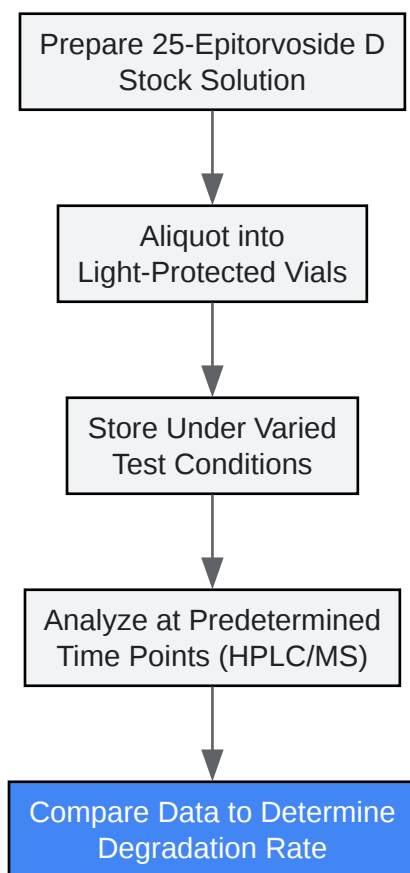 Prepare 25-Epitorvoside D
Stock Solution
Aliquot into
Light-Protected Vials
Store Under Varied
Test Conditions
Analyze at Predetermined
Time Points (HPLC/MS)
Compare Data to Determine
Degradation Rate